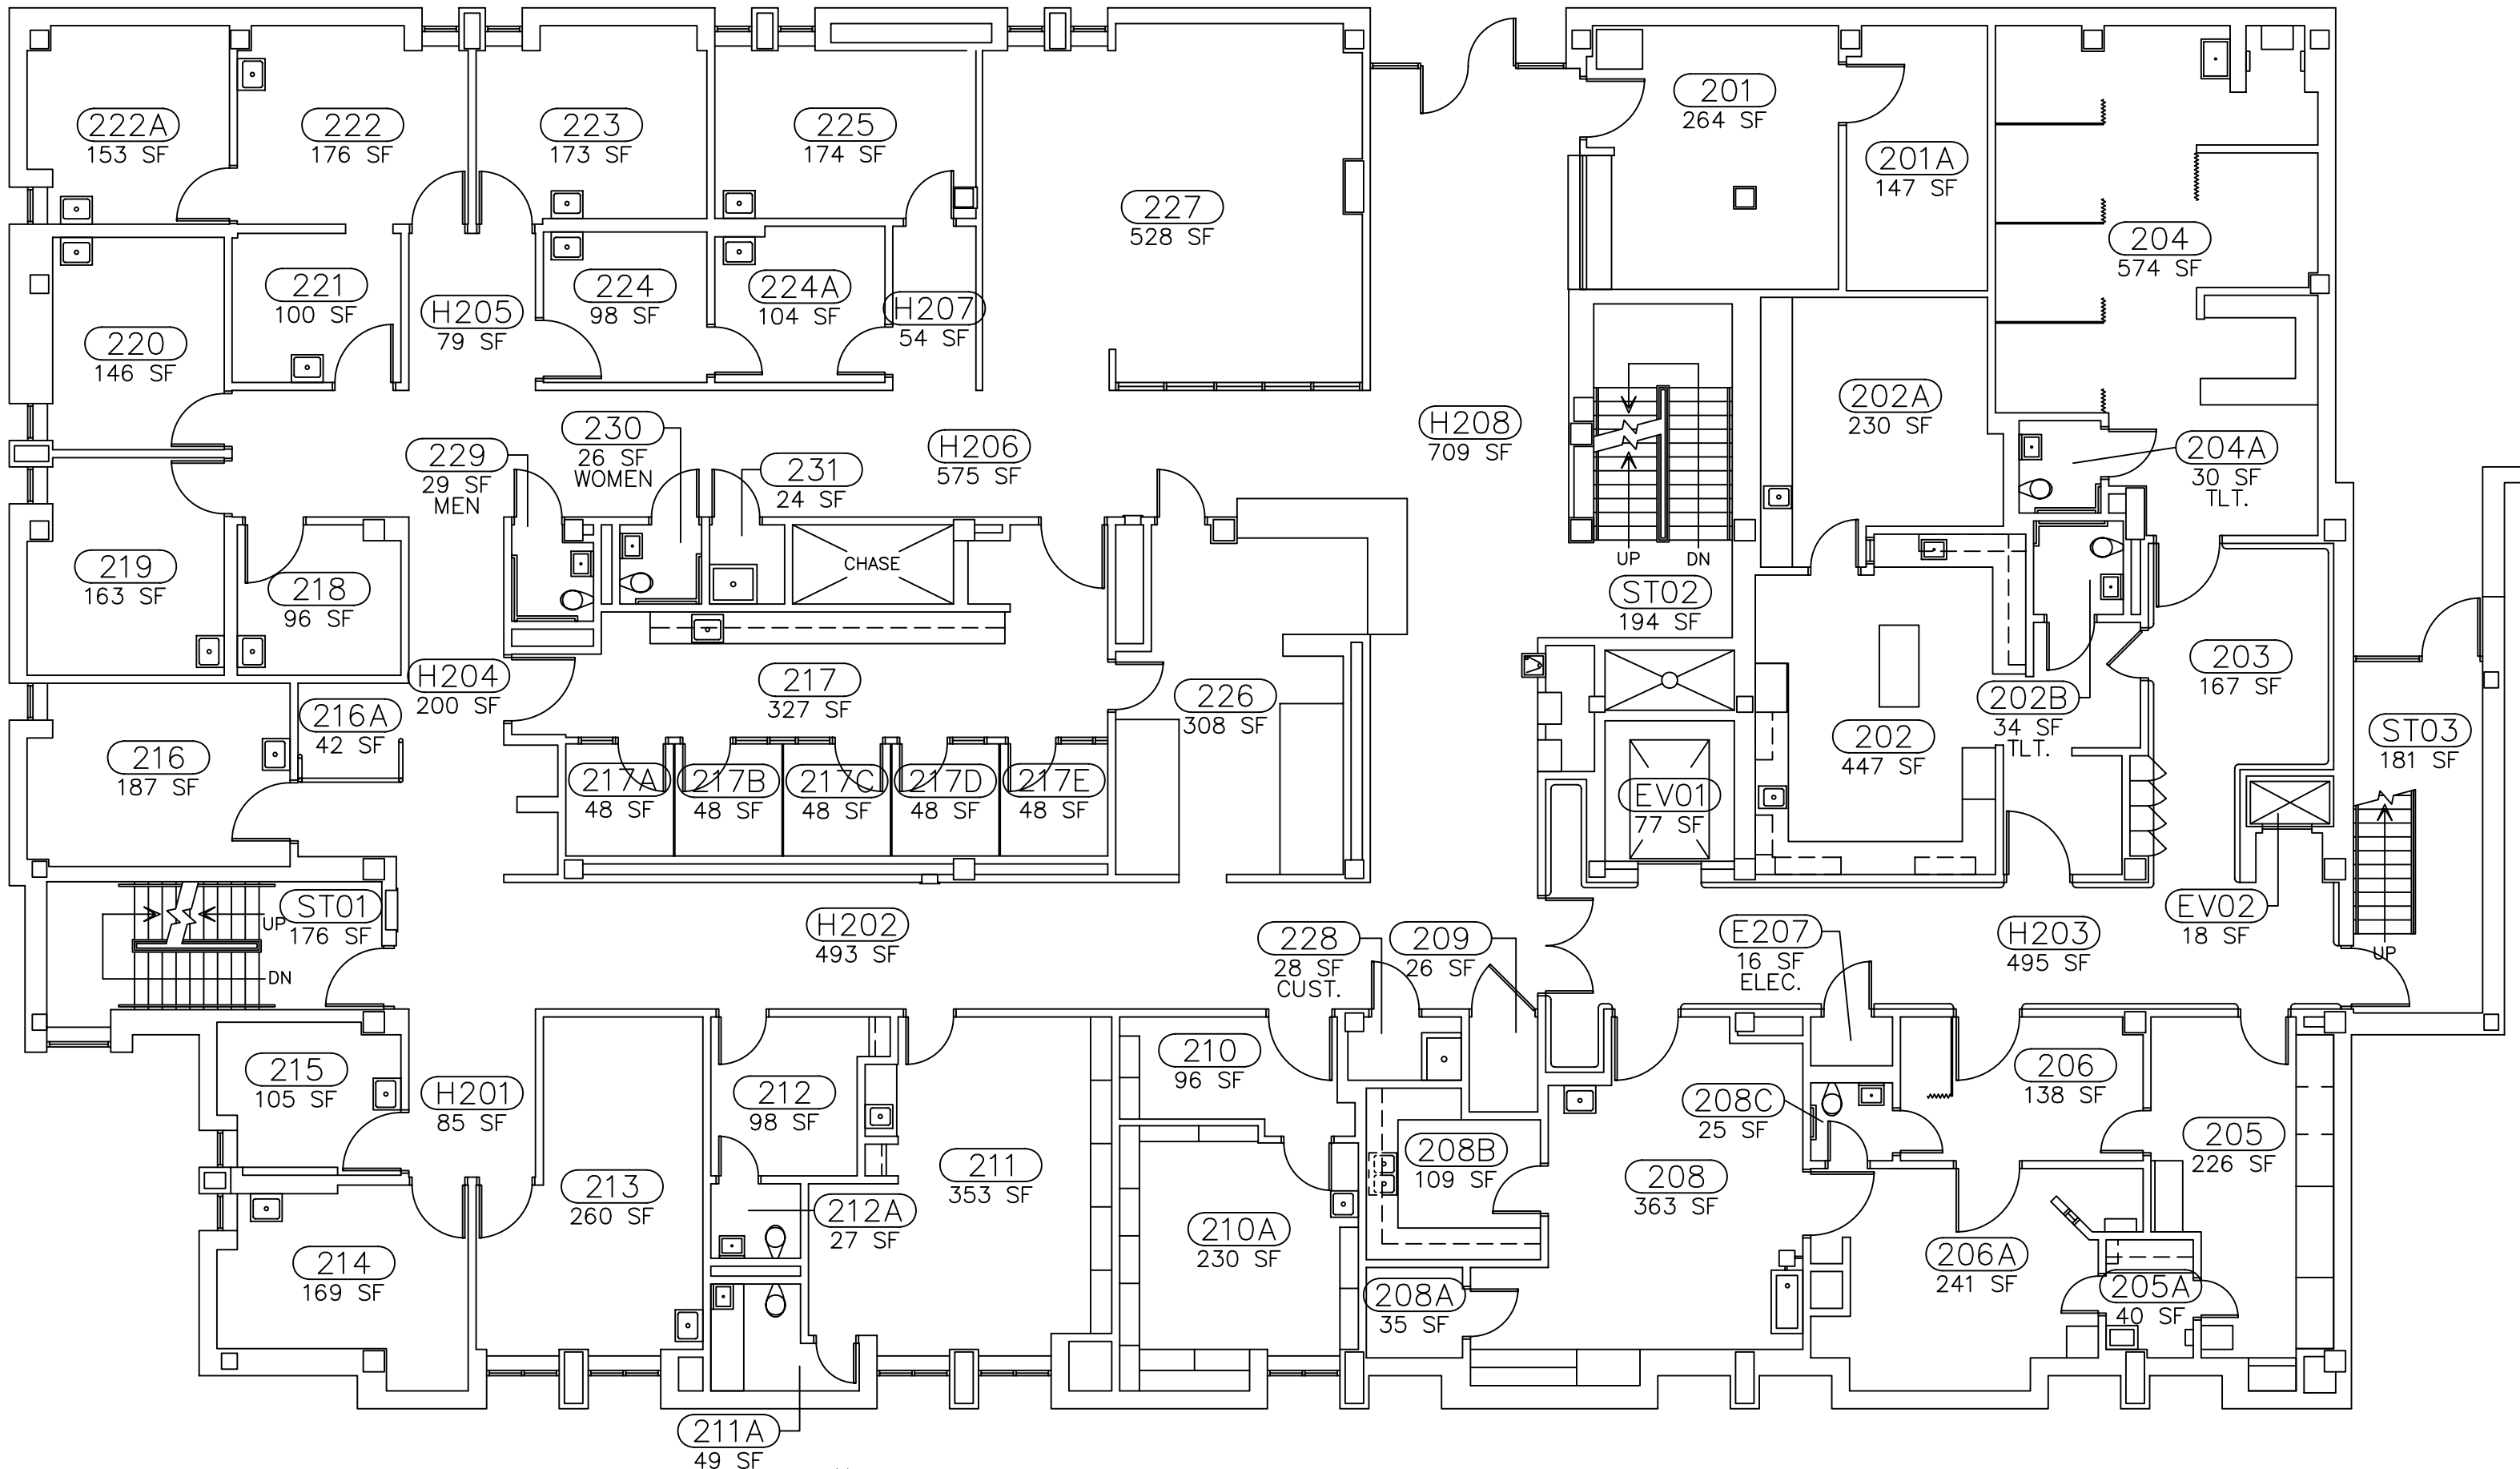 222A
153 SF
222
176 SF
223
173 SF
225
174 SF
227
528 SF
201
264 SF
201A
147 SF
204
574 SF
220
146 SF
221
100 SF
H205
79 SF
224
98 SF
224A
104 SF
H207
54 SF
229
29 SF
MEN
230
26 SF
WOMEN
231
24 SF
H206
575 SF
H208
709 SF
202A
230 SF
204A
30 SF
TLT.
219
163 SF
218
96 SF
CHASE
UP
DN
ST02
194 SF
H204
200 SF
217
327 SF
226
308 SF
202B
34 SF
TLT.
203
167 SF
216
187 SF
216A
42 SF
217A
48 SF
217B
48 SF
217C
48 SF
217D
48 SF
217E
48 SF
EV01
77 SF
202
447 SF
ST03
181 SF
UP
ST01
176 SF
UP
DN
H202
493 SF
228
28 SF
CUST.
209
26 SF
E207
16 SF
ELEC.
H203
495 SF
EV02
18 SF
215
105 SF
H201
85 SF
212
98 SF
210
96 SF
208C
25 SF
206
138 SF
205
226 SF
213
260 SF
211
353 SF
208B
109 SF
208
363 SF
212A
27 SF
210A
230 SF
206A
241 SF
214
169 SF
208A
35 SF
205A
40 SF
211A
49 SF